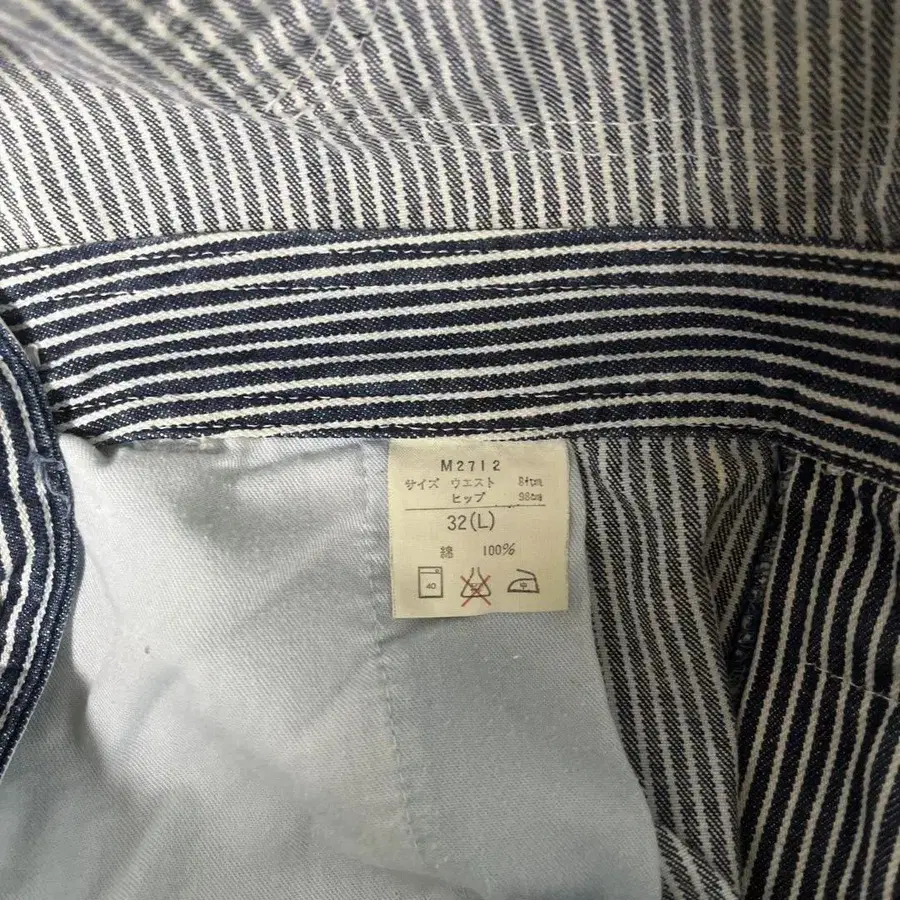 M2712
サイズ ウエスト 84cm
ヒップ 98cm
32(L)
綿 100%
40
中